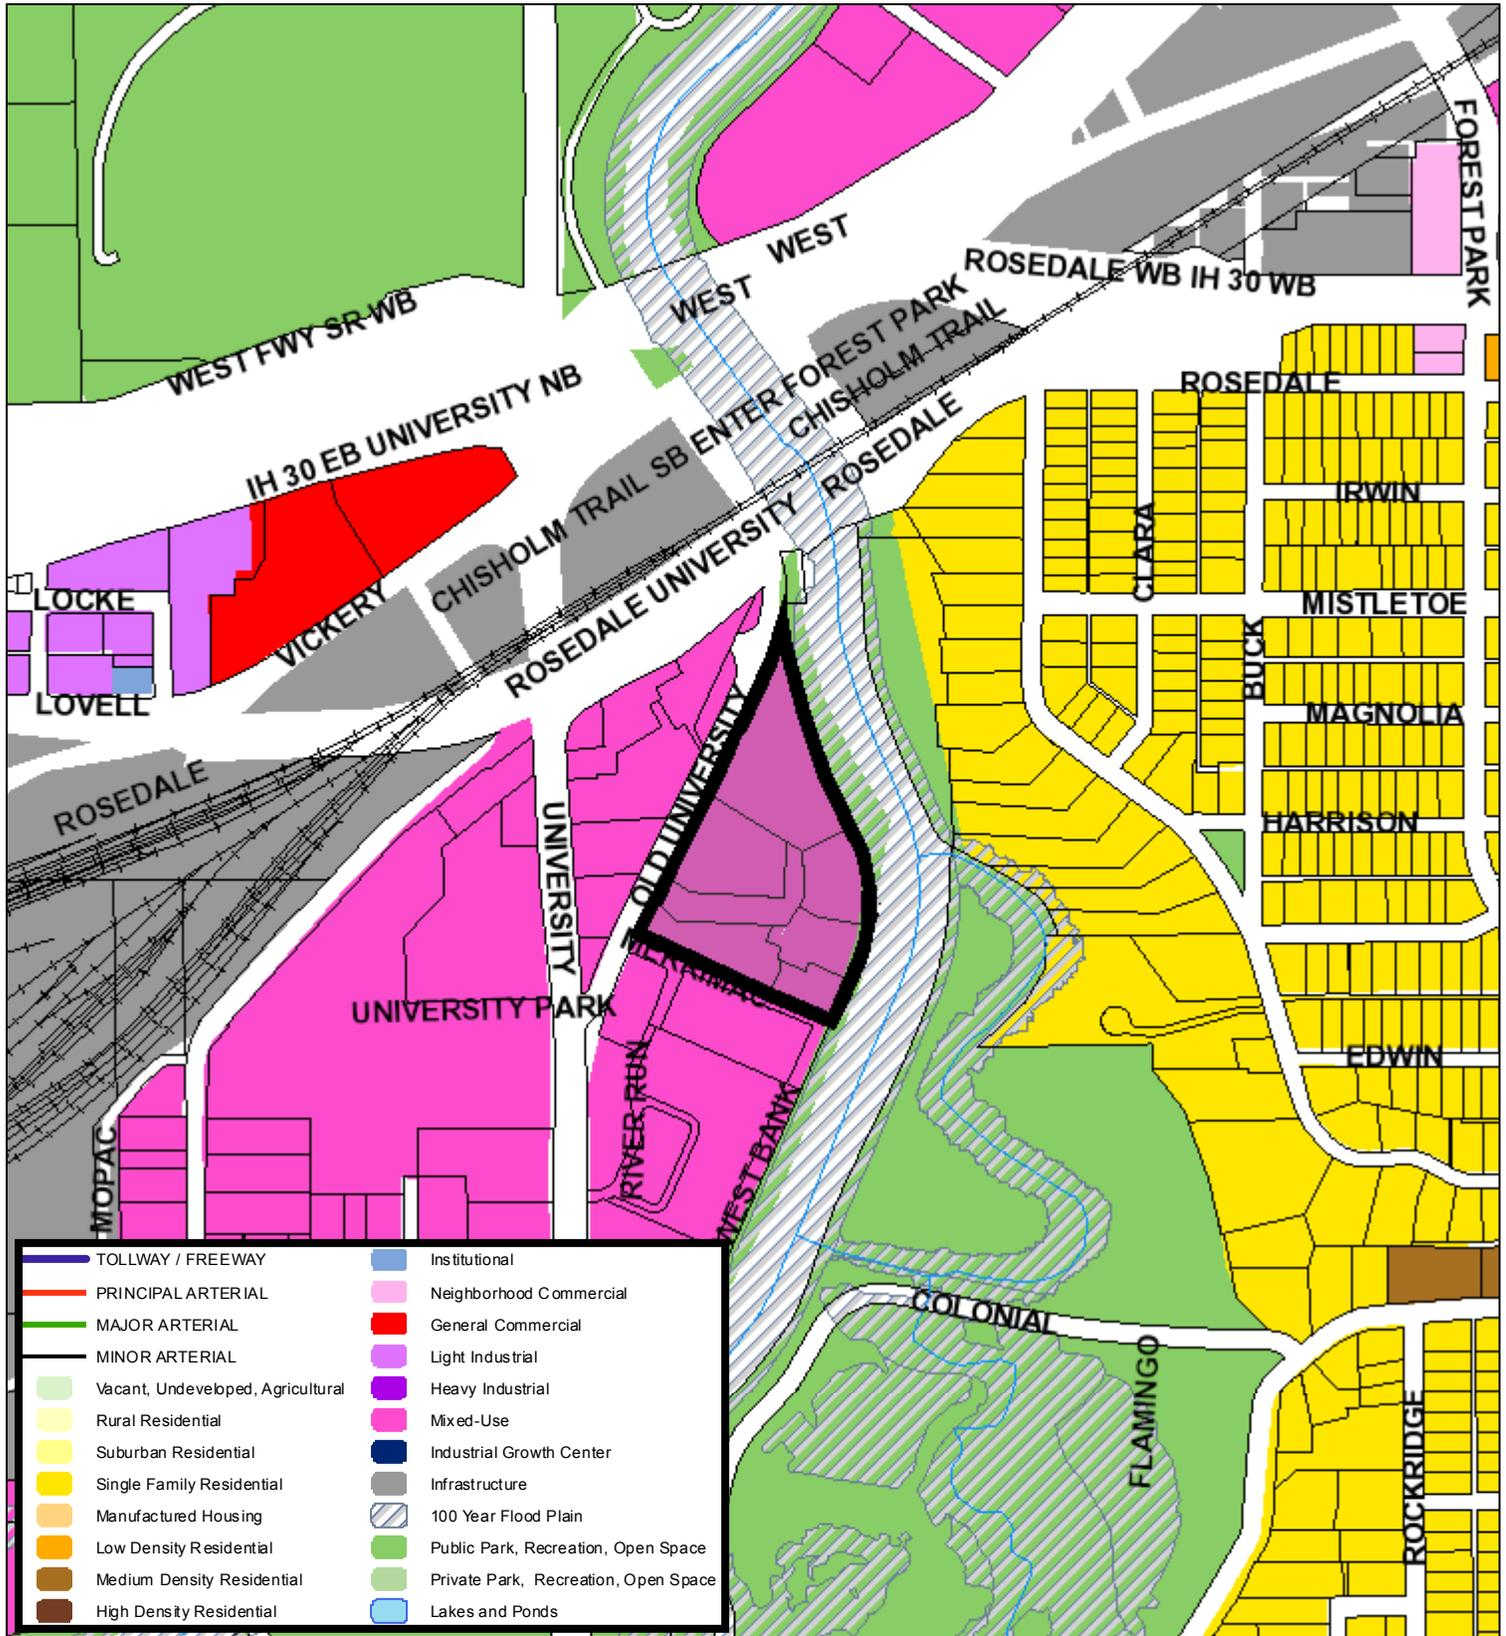 FOREST PARK
WEST
WEST
ROSEDALE WB IH 30 WB
WEST FWY SR WB
IH 30 EB UNIVERSITY NB
CHISHOLM TRAIL SB ENTER FOREST PARK
CHISHOLM TRAIL
ROSEDALE
ROSEDALE
IRWIN
CLARA
MISTLETOE
BUCK
MAGNOLIA
HARRISON
LOCKE
VICKERY
ROSEDALE UNIVERSITY
LOVELL
ROSEDALE
OLD UNIVERSITY
UNIVERSITY
MERRIMAC
UNIVERSITY PARK
EDWIN
RIVER RUN
WEST BANK
MOPAC
COLONIAL
FLAMINGO
ROCKRIDGE
TOLLWAY / FREEWAY
PRINCIPAL ARTERIAL
MAJOR ARTERIAL
MINOR ARTERIAL
Vacant, Undeveloped, Agricultural
Rural Residential
Suburban Residential
Single Family Residential
Manufactured Housing
Low Density Residential
Medium Density Residential
High Density Residential
Institutional
Neighborhood Commercial
General Commercial
Light Industrial
Heavy Industrial
Mixed-Use
Industrial Growth Center
Infrastructure
100 Year Flood Plain
Public Park, Recreation, Open Space
Private Park, Recreation, Open Space
Lakes and Ponds